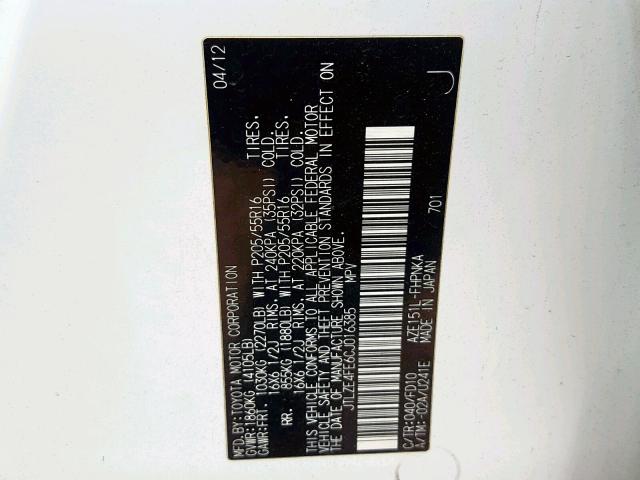 MFD.BY:TOYOTA MOTOR CORPORATION 04/12
GVWR:1860KG(4105LB)
GAWR:FRT. 1030KG(2270LB)WITH P205/55R16 TIRES.
16X6 1/2J RIMS, AT 240KPA (35PSI) COLD.
RR. 855KG(1880LB)WITH P205/55R16 TIRES.
16X6 1/2J RIMS, AT 220KPA (32PSI) COLD.
THIS VEHICLE CONFORMS TO ALL APPLICABLE FEDERAL MOTOR
VEHICLE SAFETY AND THEFT PREVENTION STANDARDS IN EFFECT ON
THE DATE OF MANUFACTURE SHOWN ABOVE.
JTLZE4FE6CJ016385 MPV
AZE151L-FHPNKA 701
C/TR:040/FD10 MADE IN JAPAN
A/TM:-02A/U241E J